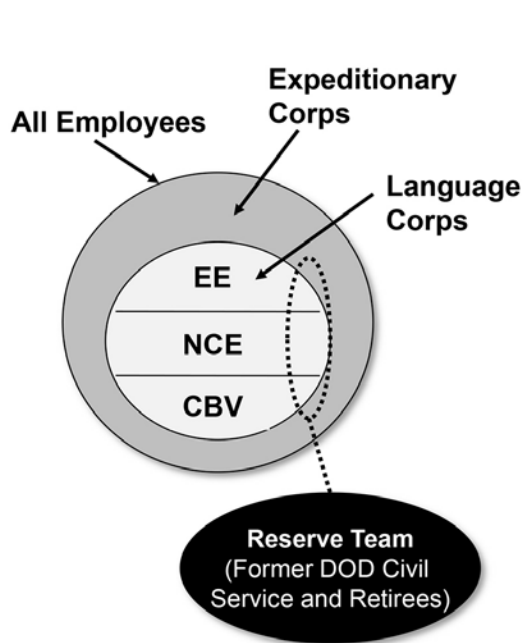 Expeditionary
Corps
All Employees
Language
Corps
EE
NCE
CBV
Reserve Team
(Former DOD Civil
Service and Retirees)